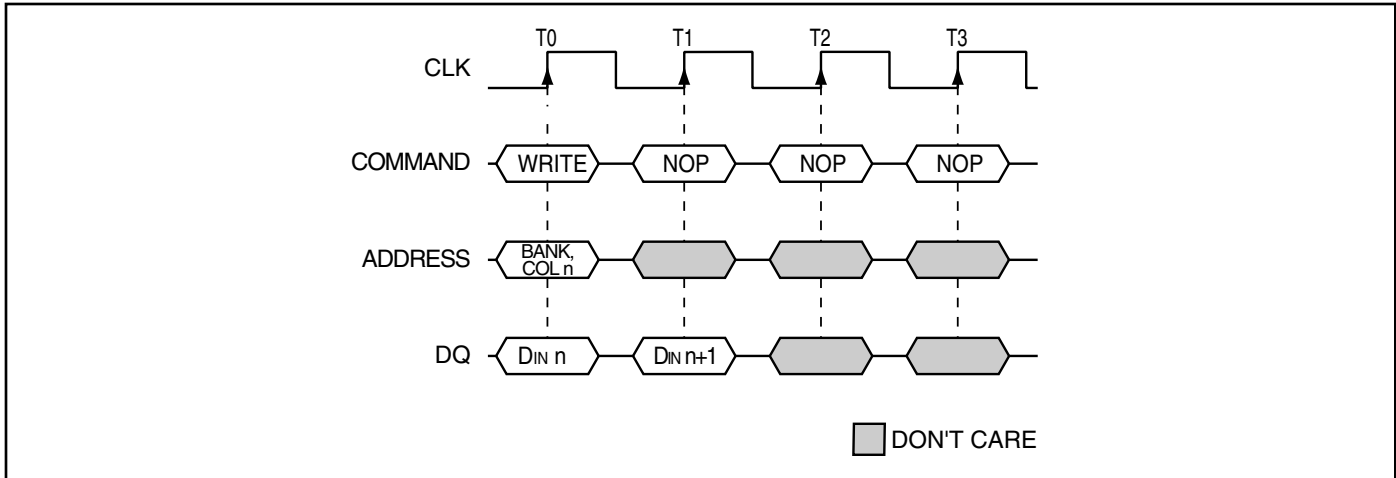 T0 T1 T2 T3
CLK
COMMAND WRITE NOP NOP NOP
ADDRESS BANK,
COL n
DQ DIN n DIN n+1
DON'T CARE